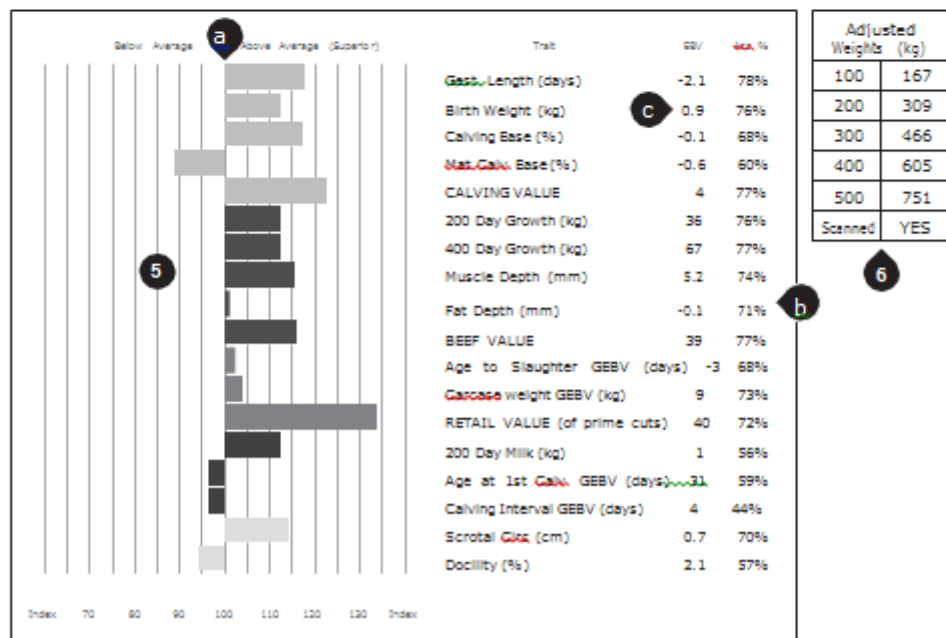 a
Below Average Above Average (Superior)
Trait EBV Acc. %
Gest. Length (days) -2.1 78%
Birth Weight (kg) c 0.9 76%
Calving Ease (%) -0.1 68%
Mat Calv. Ease (%) -0.6 60%
CALVING VALUE 4 77%
200 Day Growth (kg) 36 76%
400 Day Growth (kg) 67 77%
5
Muscle Depth (mm) 5.2 74%
Fat Depth (mm) -0.1 71%
b
BEEF VALUE 39 77%
Age to Slaughter GEBV (days) -3 68%
Carcase weight GEBV (kg) 9 73%
RETAIL VALUE (of prime cuts) 40 72%
200 Day Milk (kg) 1 56%
Age at 1st Calv. GEBV (days) 31 59%
Calving Interval GEBV (days) 4 44%
Scrotal Circ (cm) 0.7 70%
Docility (%) 2.1 57%
Index 70 80 90 100 110 120 130 Index
Adjusted
Weights (kg)
100 167
200 309
300 466
400 605
500 751
Scanned YES
6